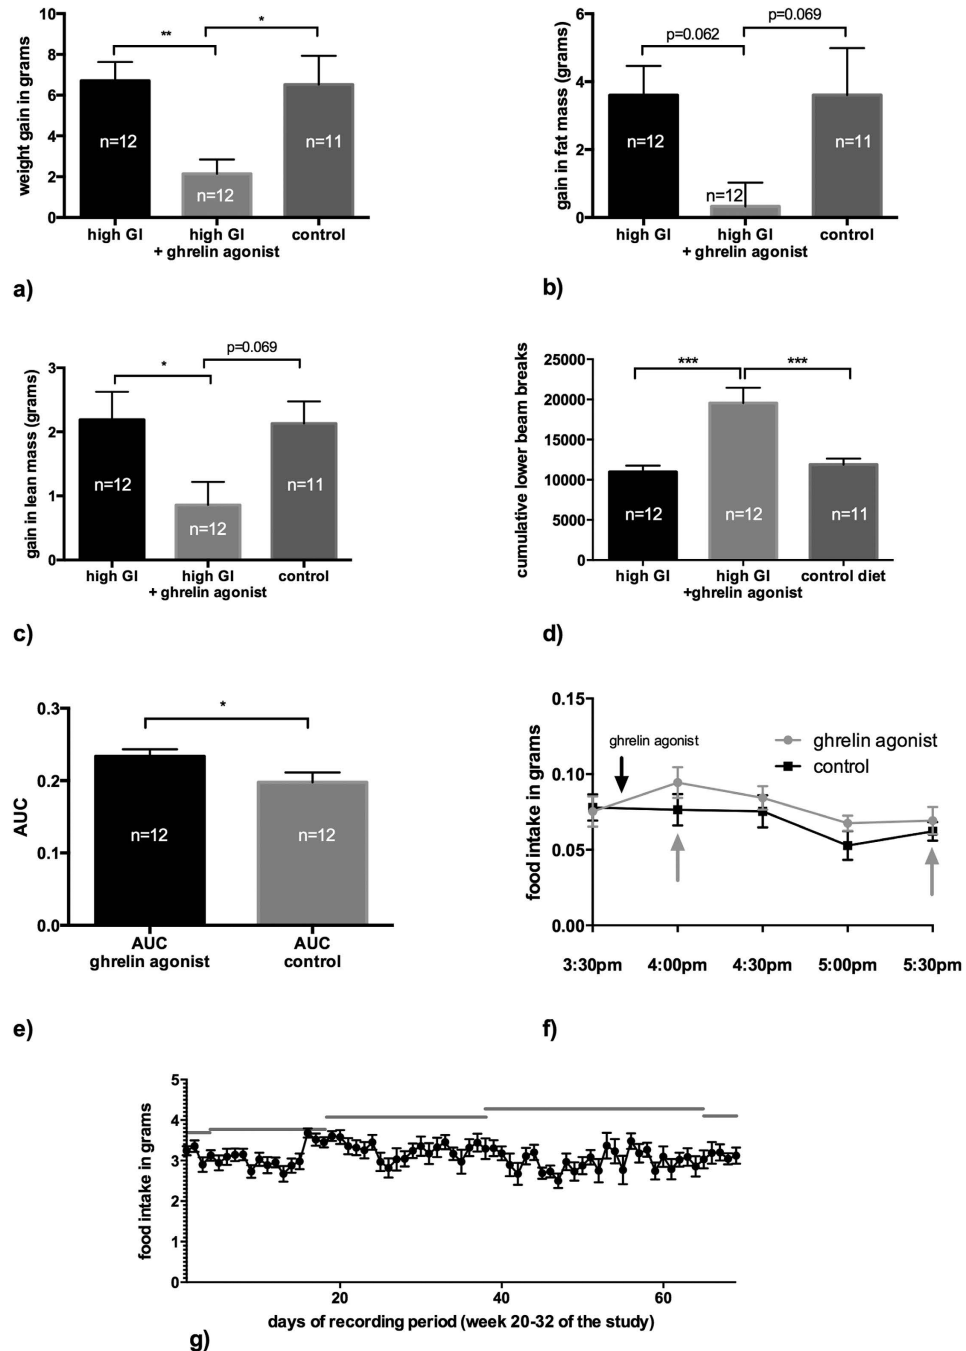 weight gain in grams
10
8
6
4
2
0
**
*
n=12
n=12
n=11
high GI
high GI
+ ghrelin agonist
control
a)
gain in fat mass (grams)
6
4
2
0
p=0.062
p=0.069
n=12
n=12
n=11
high GI
high GI
+ ghrelin agonist
control
b)
gain in lean mass (grams)
3
2
1
0
*
p=0.069
n=12
n=12
n=11
high GI
high GI
+ ghrelin agonist
control
c)
cumulative lower beam breaks
25000
20000
15000
10000
5000
0
***
***
n=12
n=12
n=11
high GI
high GI
+ghrelin agonist
control diet
d)
AUC
0.3
0.2
0.1
0.0
*
n=12
n=12
AUC
ghrelin agonist
AUC
control
e)
food intake in grams
0.15
0.10
0.05
0.00
ghrelin agonist
ghrelin agonist
control
3:30pm 4:00pm 4:30pm 5:00pm 5:30pm
f)
food intake in grams
5
4
3
2
1
0
20 40 60
days of recording period (week 20-32 of the study)
g)